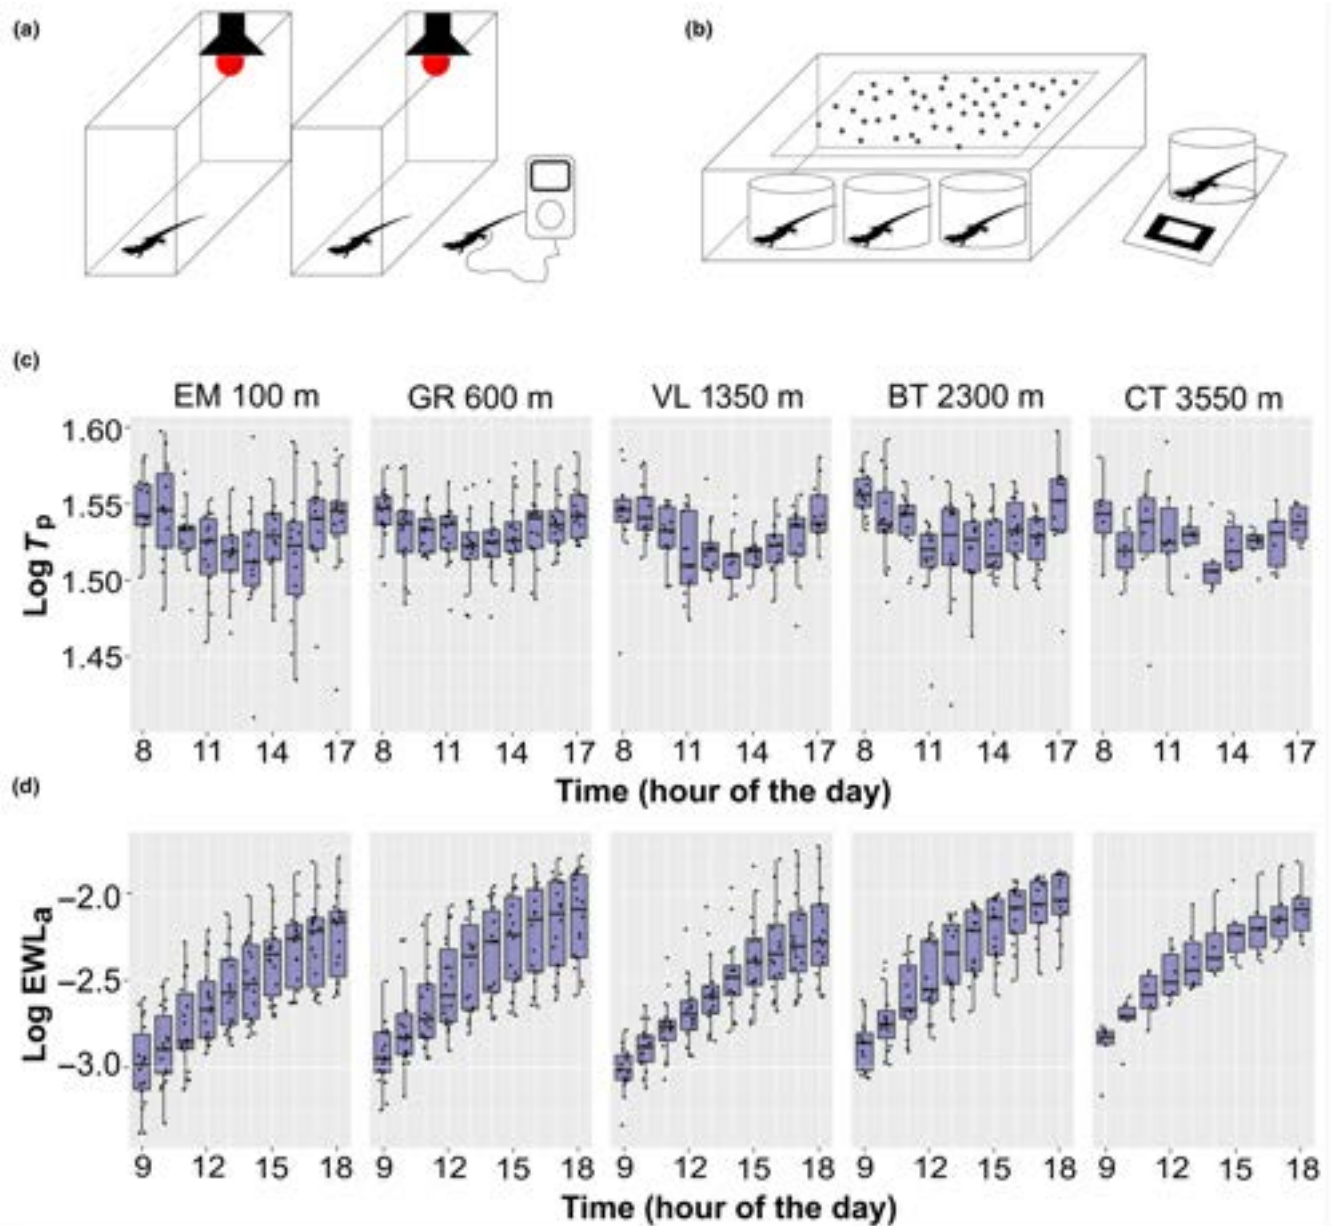 (a)
(b)
(c)
EM 100 m GR 600 m VL 1350 m BT 2300 m CT 3550 m
Log Tp
1.60
1.55
1.50
1.45
8 11 14 17 8 11 14 17 8 11 14 17 8 11 14 17 8 11 14 17
Time (hour of the day)
(d)
Log EWLa
−2.0
−2.5
−3.0
9 12 15 18 9 12 15 18 9 12 15 18 9 12 15 18 9 12 15 18
Time (hour of the day)